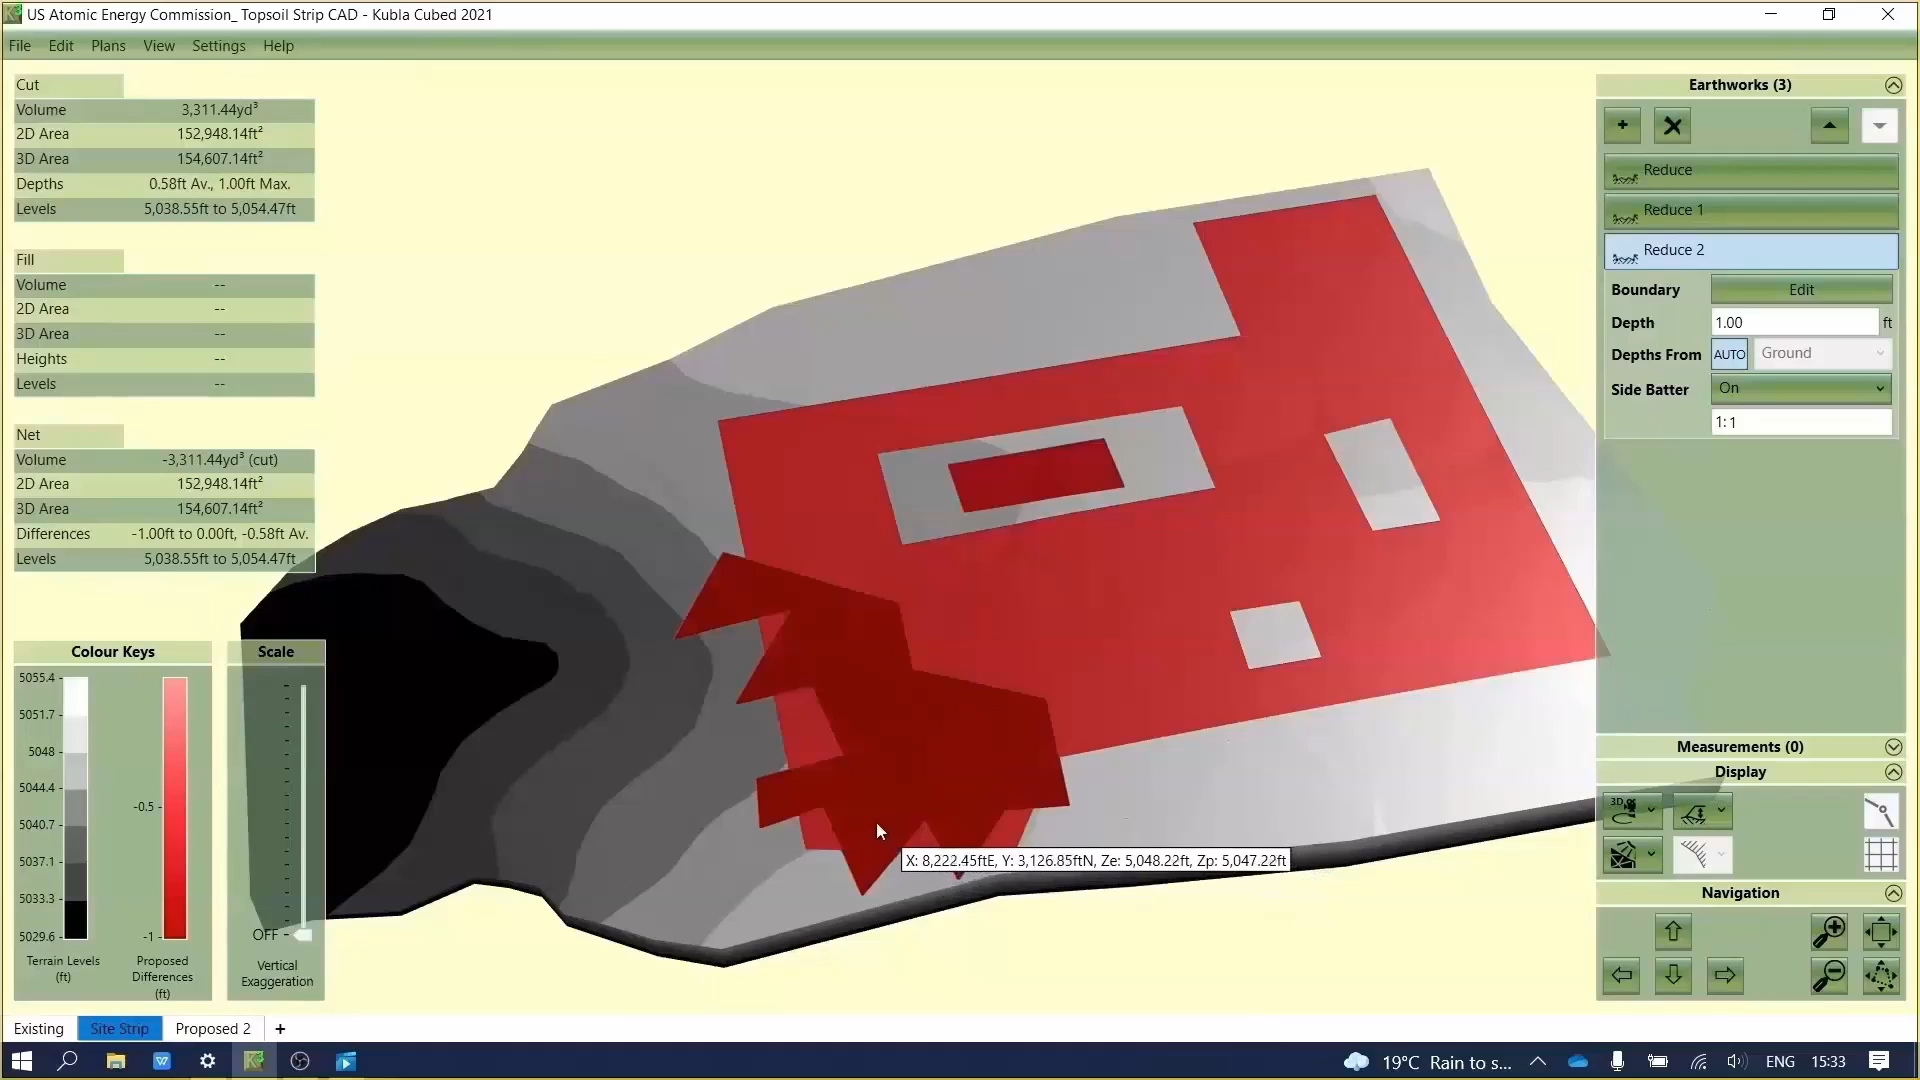 US Atomic Energy Commission_ Topsoil Strip CAD - Kubla Cubed 2021
File Edit Plans View Settings Help
Cut
Volume 3,311.44yd³
2D Area 152,948.14ft²
3D Area 154,607.14ft²
Depths 0.58ft Av., 1.00ft Max.
Levels 5,038.55ft to 5,054.47ft
Fill
Volume --
2D Area --
3D Area --
Heights --
Levels --
Net
Volume -3,311.44yd³ (cut)
2D Area 152,948.14ft²
3D Area 154,607.14ft²
Differences -1.00ft to 0.00ft, -0.58ft Av.
Levels 5,038.55ft to 5,054.47ft
Colour Keys
5055.4
5051.7
5048
5044.4
5040.7
5037.1
5033.3
5029.6
Terrain Levels
(ft)
-0.5
-1
Proposed
Differences
(ft)
Scale
OFF
Vertical
Exaggeration
X: 8,222.45ftE, Y: 3,126.85ftN, Ze: 5,048.22ft, Zp: 5,047.22ft
Earthworks (3)
Reduce
Reduce 1
Reduce 2
Boundary Edit
Depth 1.00 ft
Depths From AUTO Ground
Side Batter On
1:1
Measurements (0)
Display
3D
Navigation
Existing Site Strip Proposed 2 +
19°C Rain to s... ENG 15:33